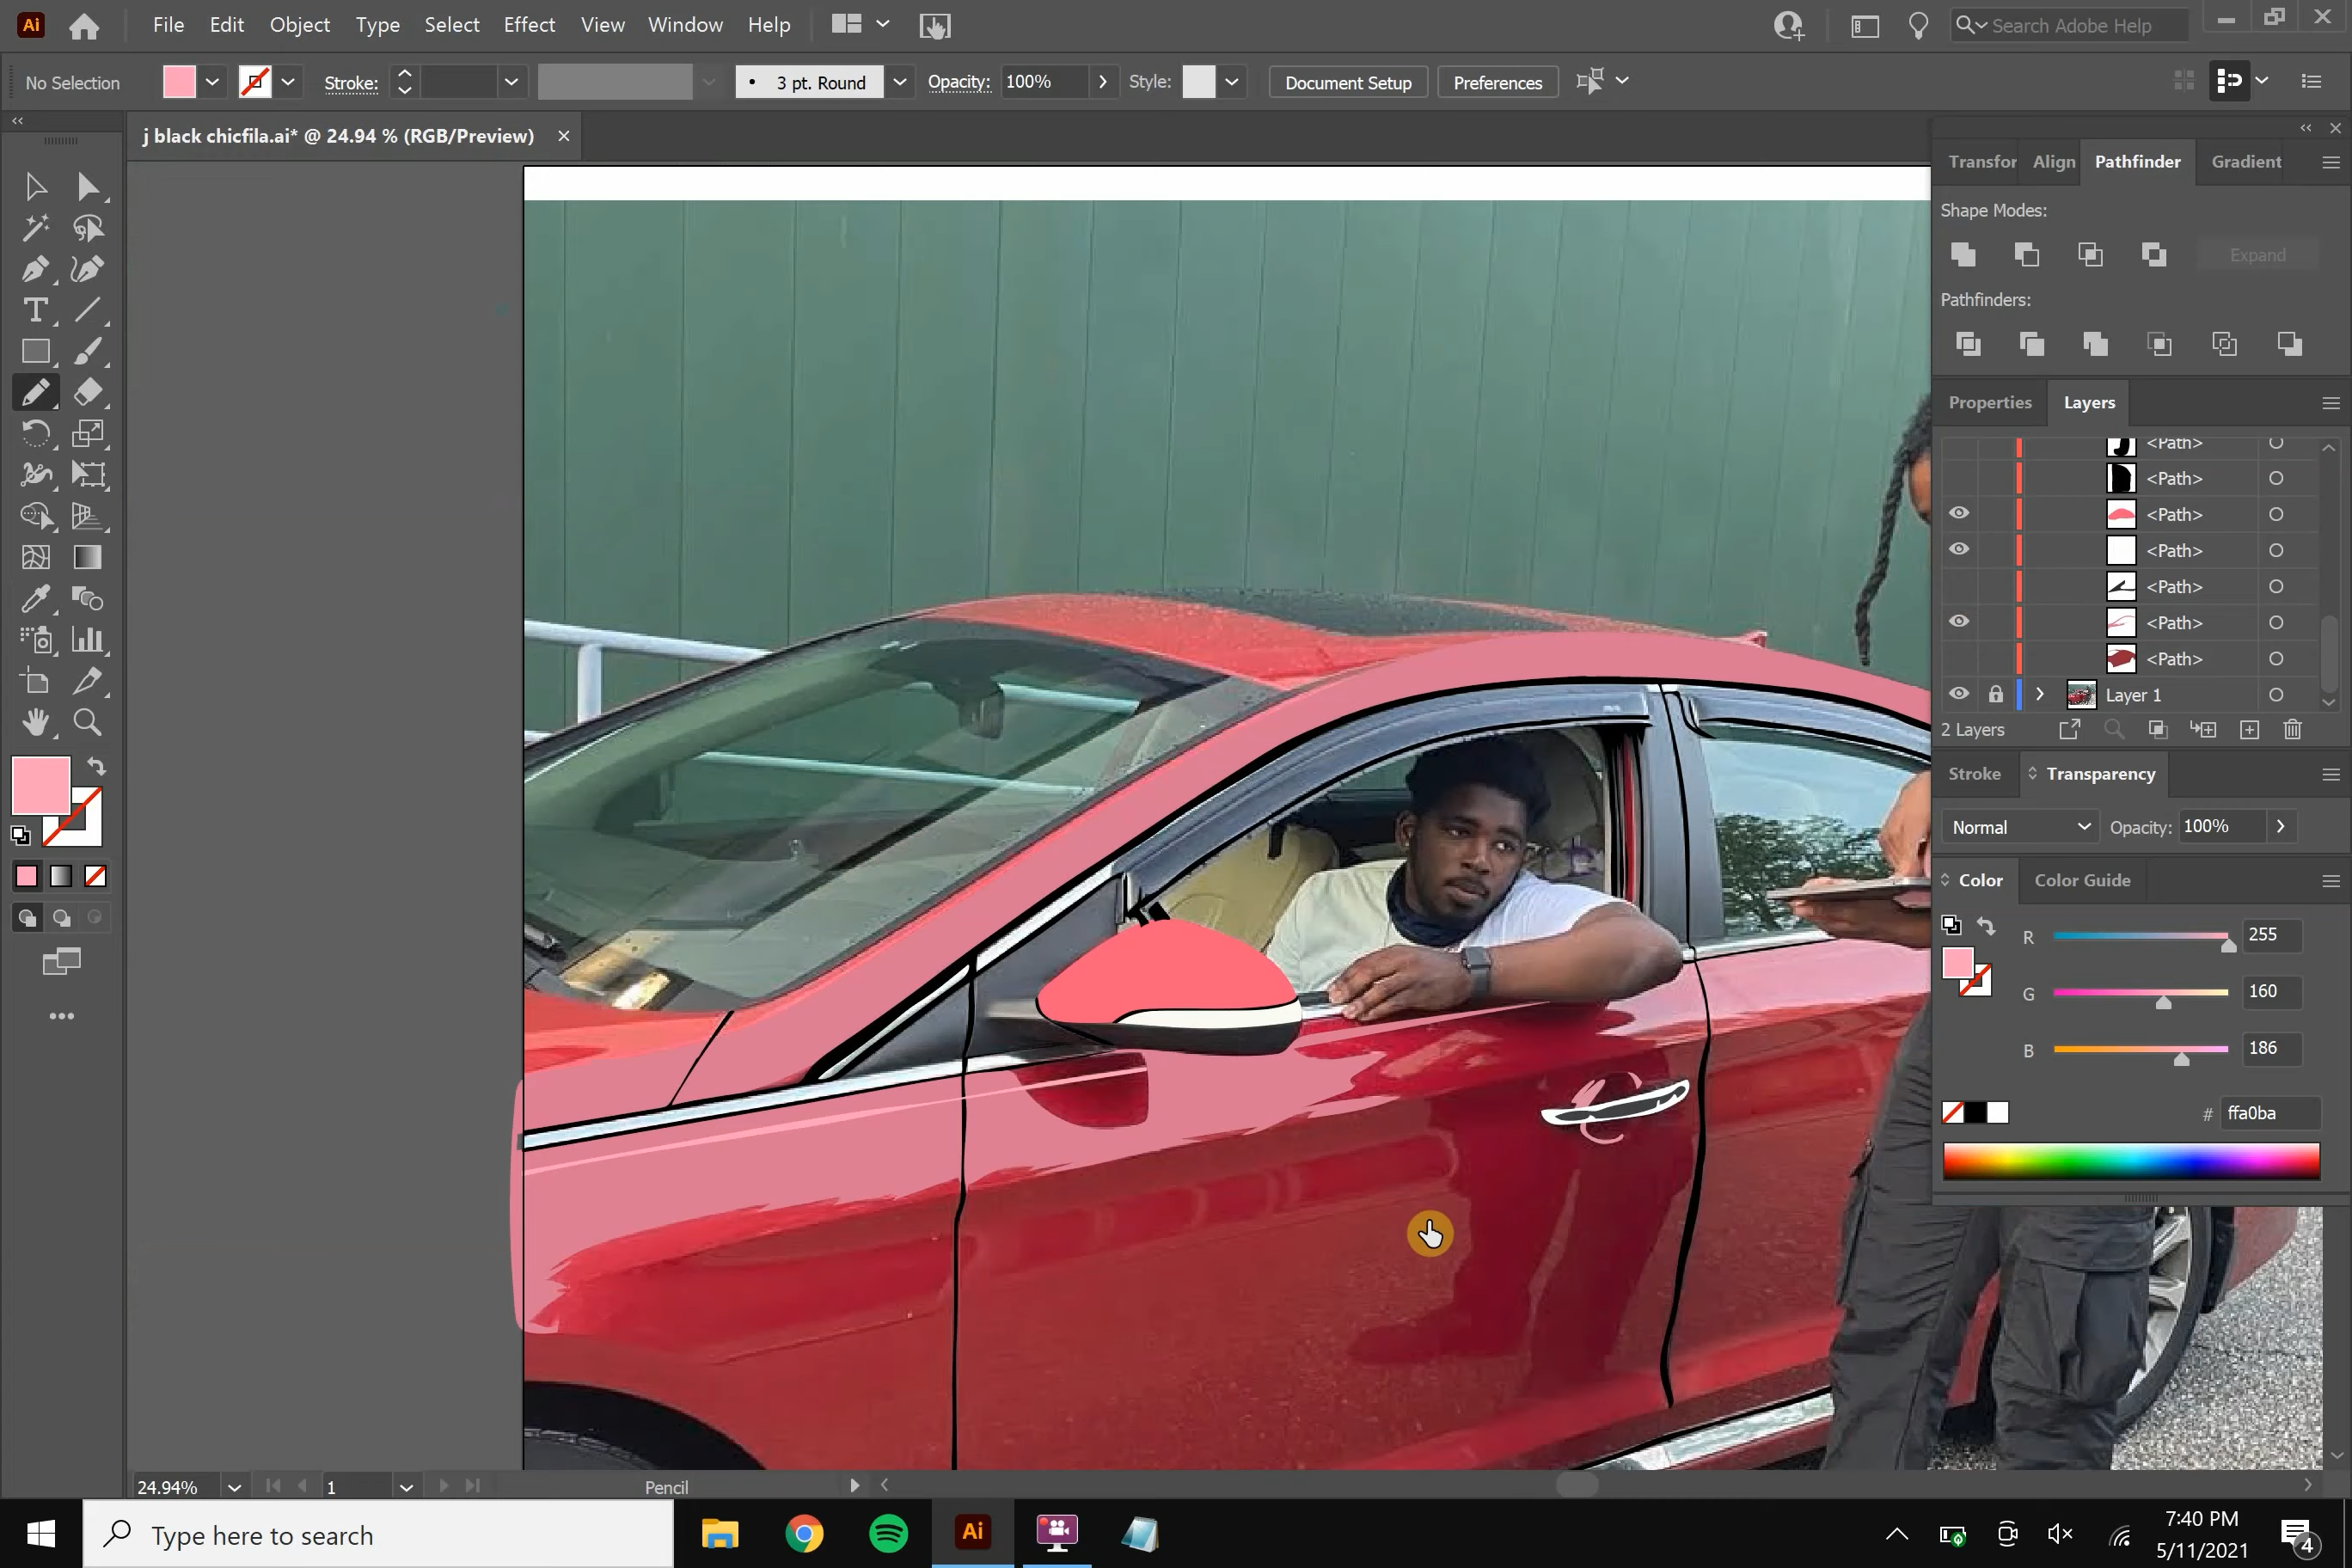 Ai File Edit Object Type Select Effect View Window Help Search Adobe Help
No Selection Stroke: 3 pt. Round Opacity: 100% Style: Document Setup Preferences
j black chicfila.ai* @ 24.94 % (RGB/Preview)
Transfor Align Pathfinder Gradient
Shape Modes:
Expand
Pathfinders:
Properties Layers
<Path>
<Path>
<Path>
<Path>
<Path>
<Path>
<Path>
Layer 1
2 Layers
Stroke Transparency
Normal Opacity: 100%
Color Color Guide
R 255
G 160
B 186
# ffa0ba
24.94% 1 Pencil
Type here to search Ai 7:40 PM
5/11/2021 4